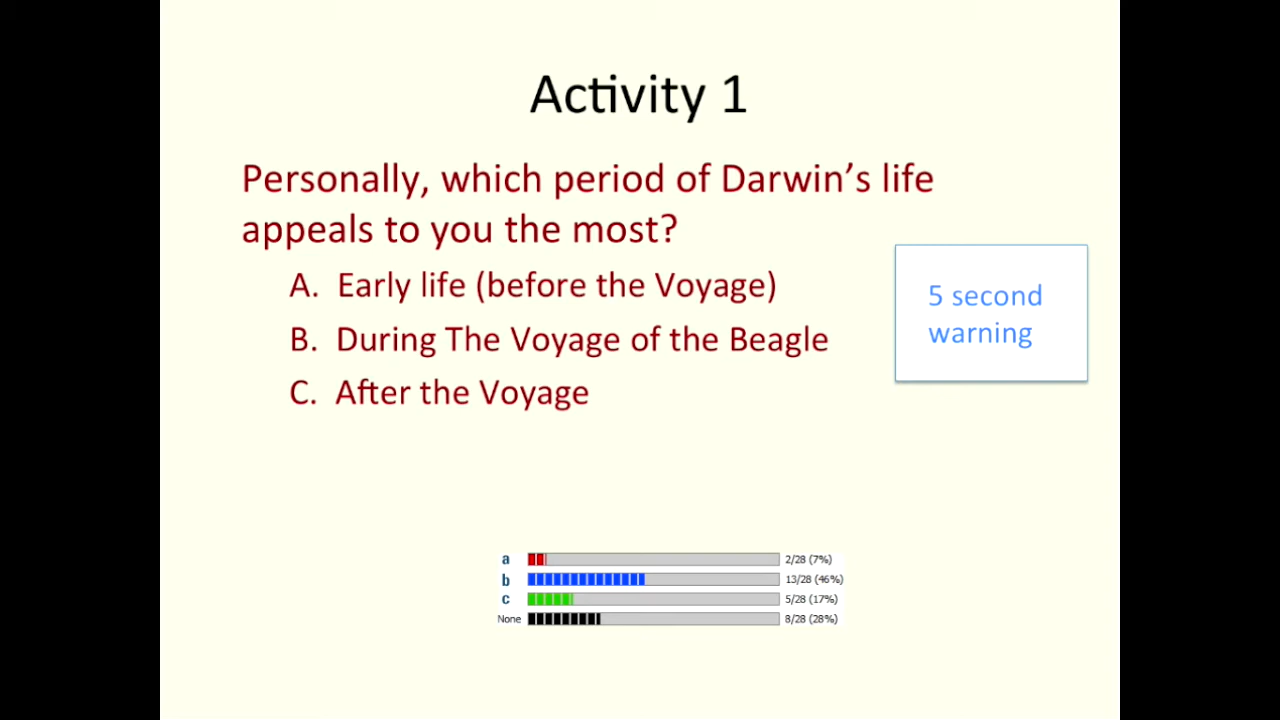 Activity 1
Personally, which period of Darwin’s life
appeals to you the most?
A. Early life (before the Voyage)
B. During The Voyage of the Beagle
C. After the Voyage
5 second
warning
a 2/28 (7%)
b 13/28 (46%)
c 5/28 (17%)
None 8/28 (28%)